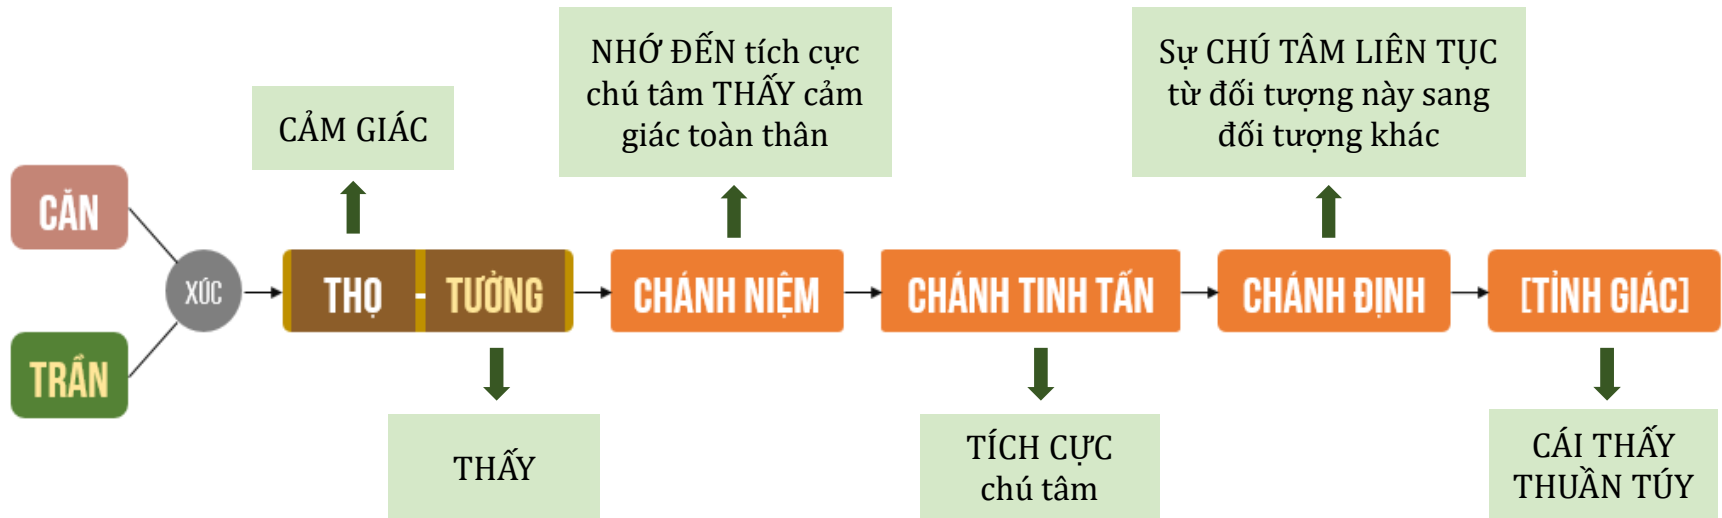 NHỚ ĐẾN tích cực
chú tâm THẤY cảm
giác toàn thân
Sự CHÚ TÂM LIÊN TỤC
từ đối tượng này sang
đối tượng khác
CẢM GIÁC
CĂN
TRẦN
XÚC
THỌ - TƯỞNG
CHÁNH NIỆM
CHÁNH TINH TẤN
CHÁNH ĐỊNH
[TỈNH GIÁC]
THẤY
TÍCH CỰC
chú tâm
CÁI THẤY
THUẦN TÚY